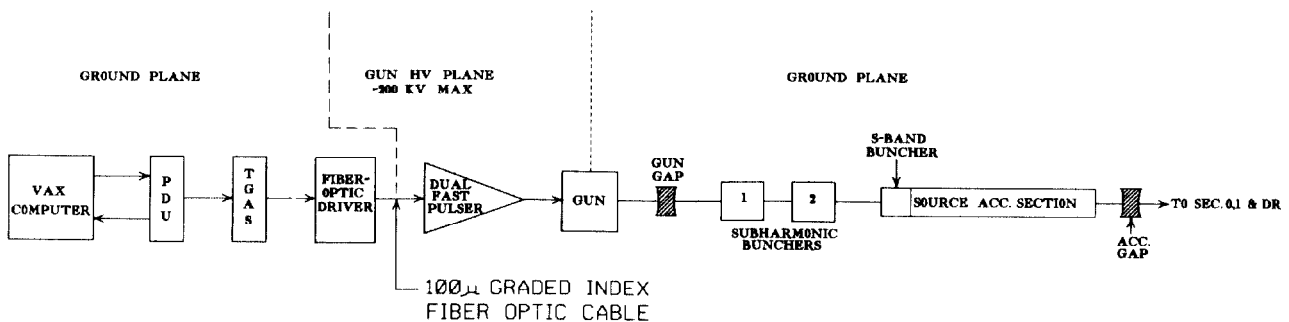 GROUND PLANE
GUN HV PLANE
-200 KV MAX
GROUND PLANE
VAX
COMPUTER
P
D
U
T
G
A
S
FIBER-
OPTIC
DRIVER
DUAL
FAST
PULSER
GUN
GUN
GAP
1
2
SUBHARMONIC
BUNCHERS
S-BAND
BUNCHER
SOURCE ACC. SECTION
TO SEC. 0,1 & DR
ACC.
GAP
100μ GRADED INDEX
FIBER OPTIC CABLE